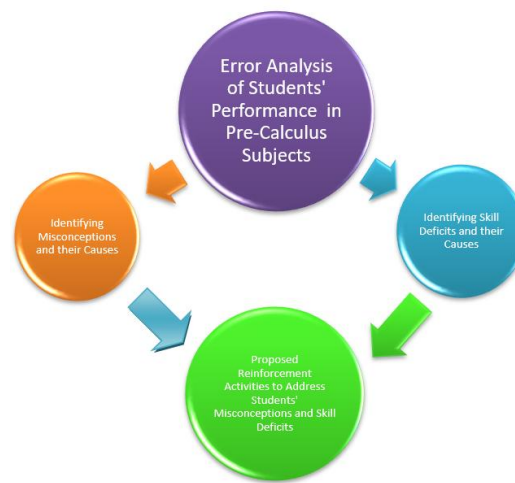 Error Analysis
of Students'
Performance in
Pre-Calculus
Subjects
Identifying
Misconceptions
and their Causes
Identifying Skill
Deficits and their
Causes
Proposed
Reinforcement
Activities to Address
Students'
Misconceptions and Skill
Deficits